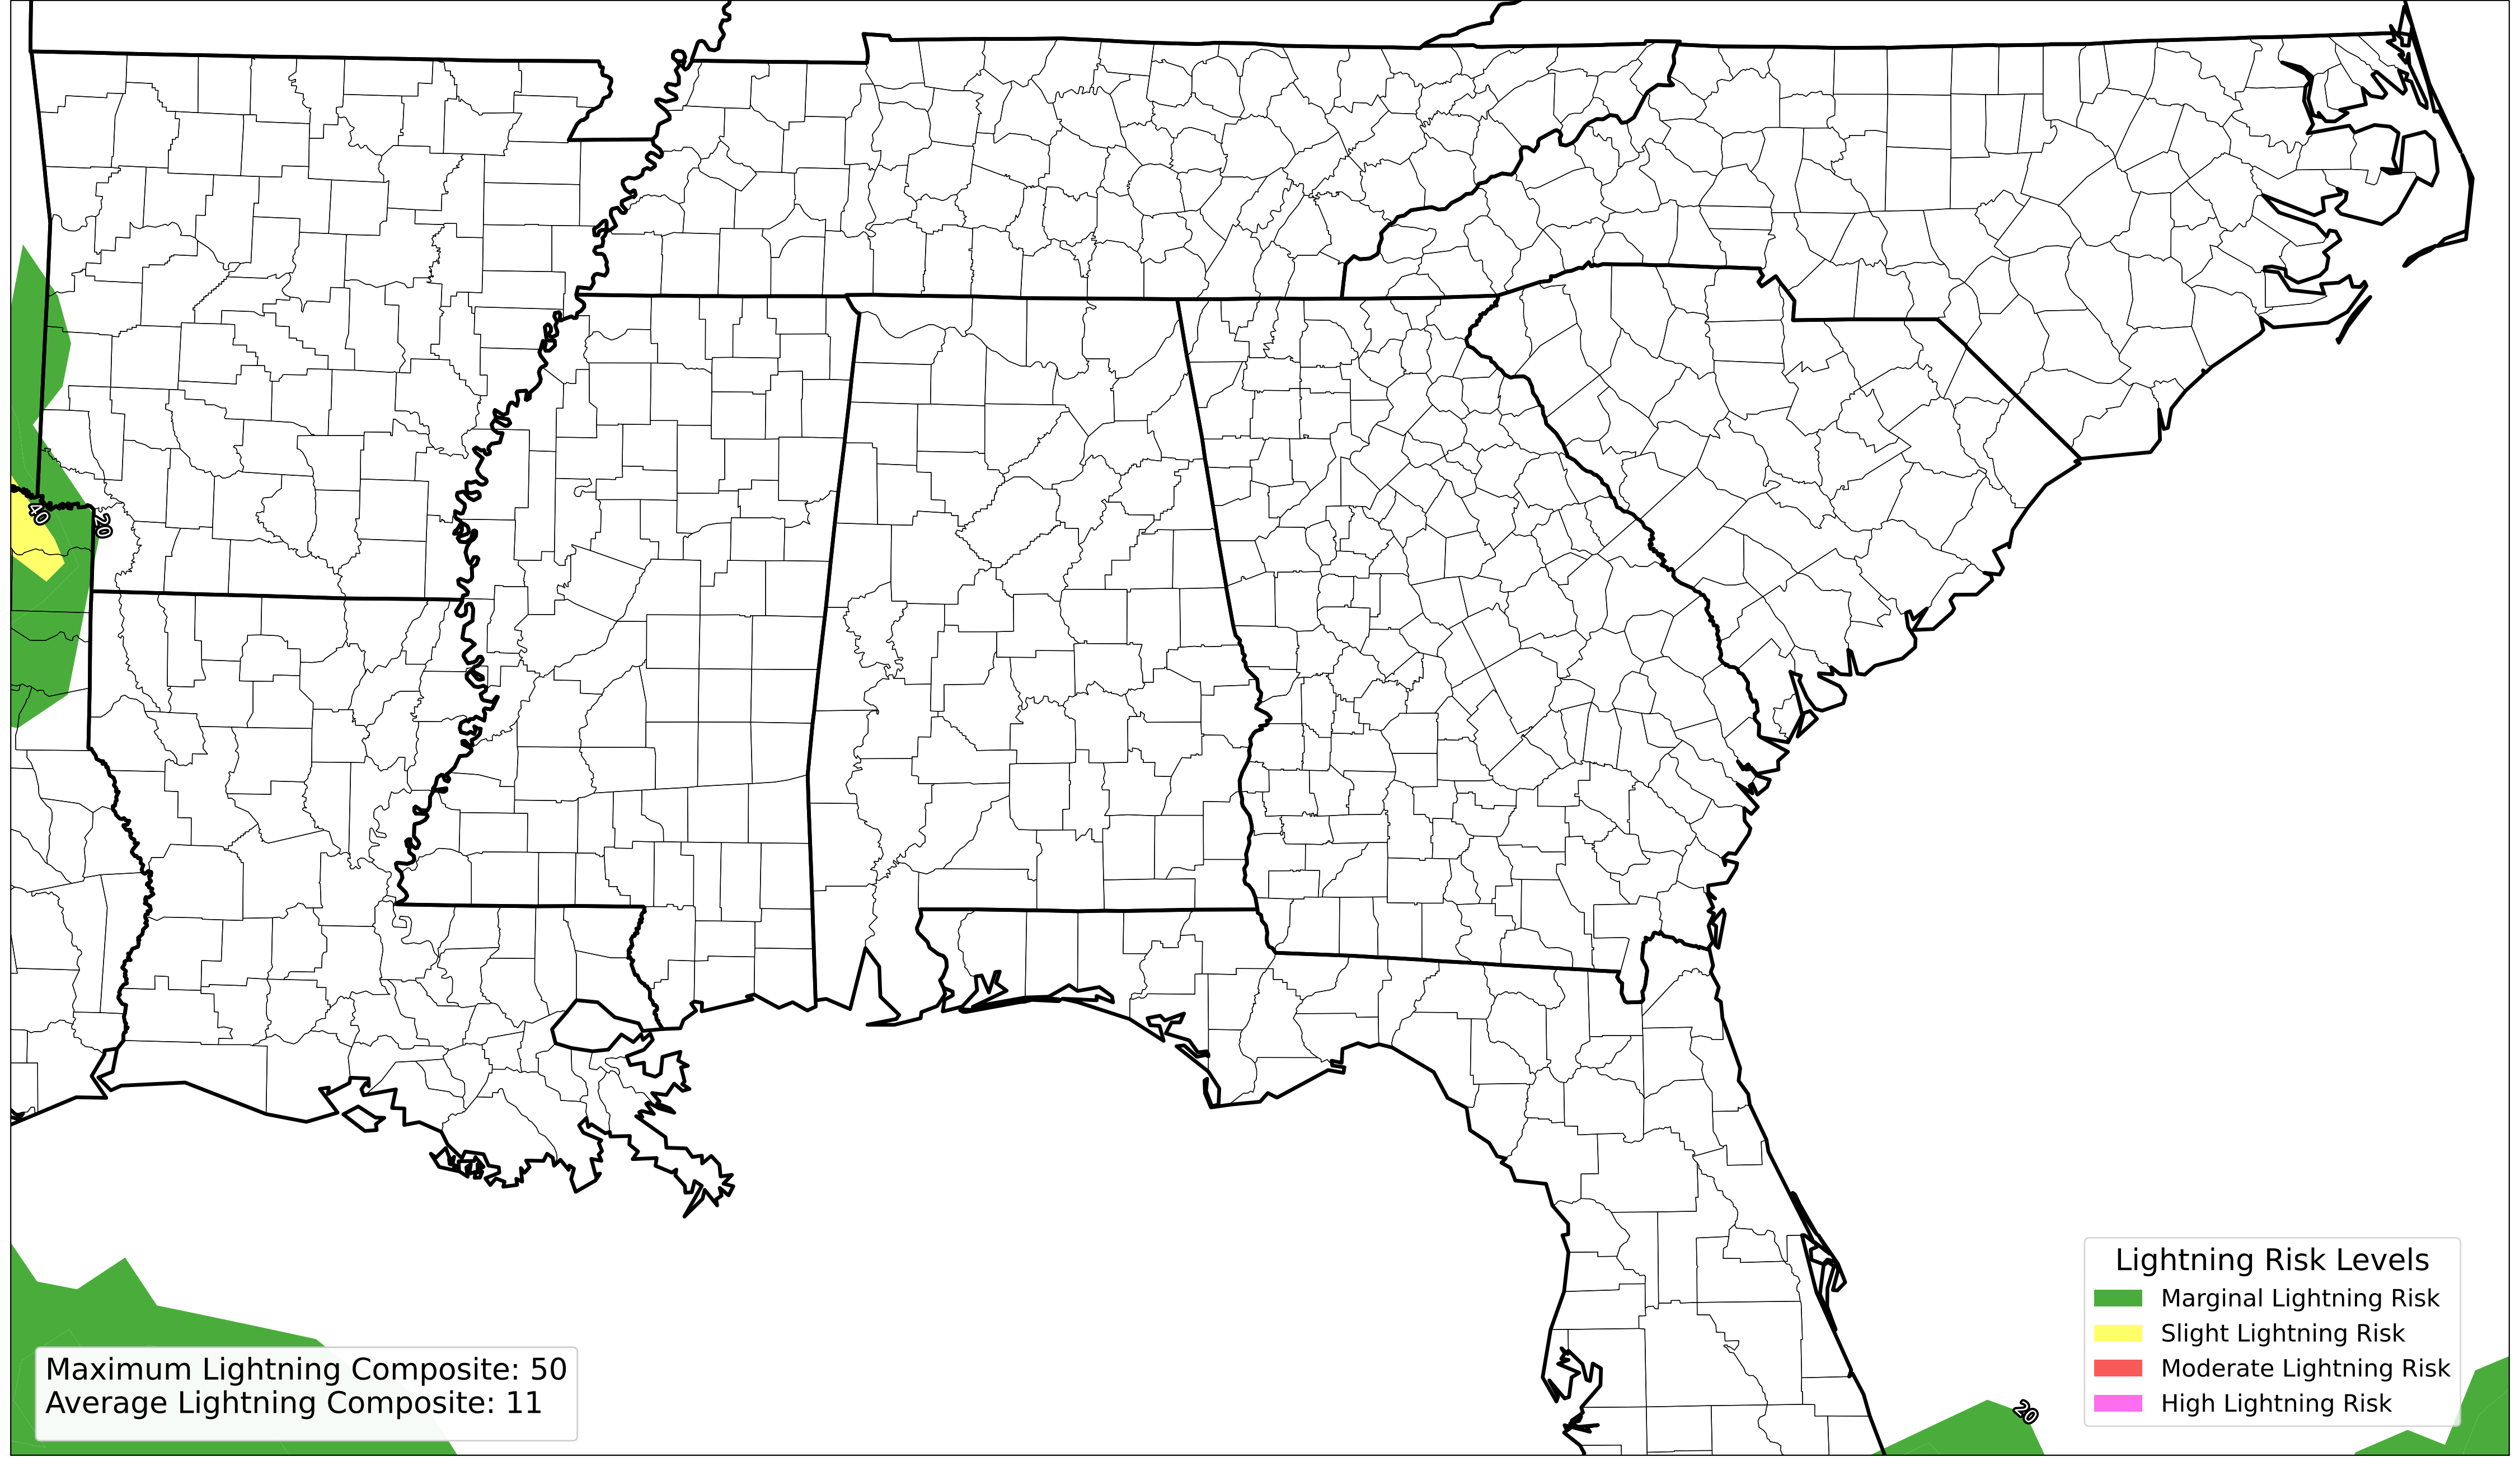 40
20
Maximum Lightning Composite: 50
Average Lightning Composite: 11
20
Lightning Risk Levels
Marginal Lightning Risk
Slight Lightning Risk
Moderate Lightning Risk
High Lightning Risk